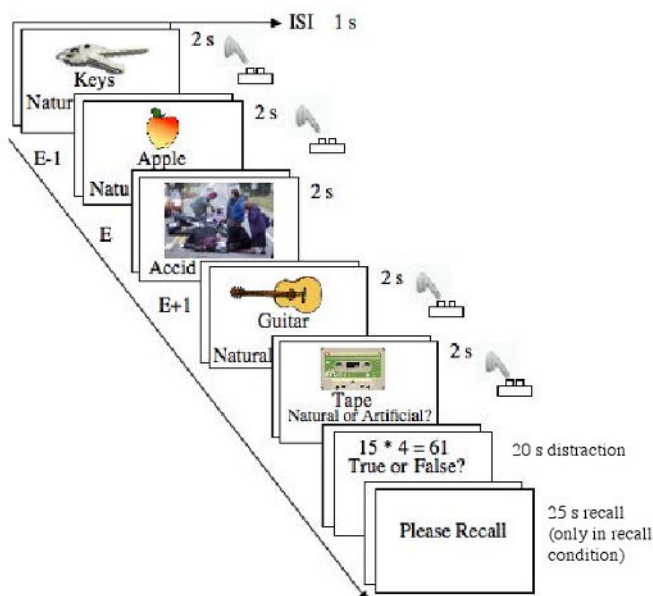 ISI 1 s
2 s
Keys
Natur
2 s
E-1
Apple
Natu
2 s
E
Accid
E+1
2 s
Guitar
Natural
2 s
Tape
Natural or Artificial?
15 * 4 = 61
True or False?
20 s distraction
Please Recall
25 s recall
(only in recall
condition)